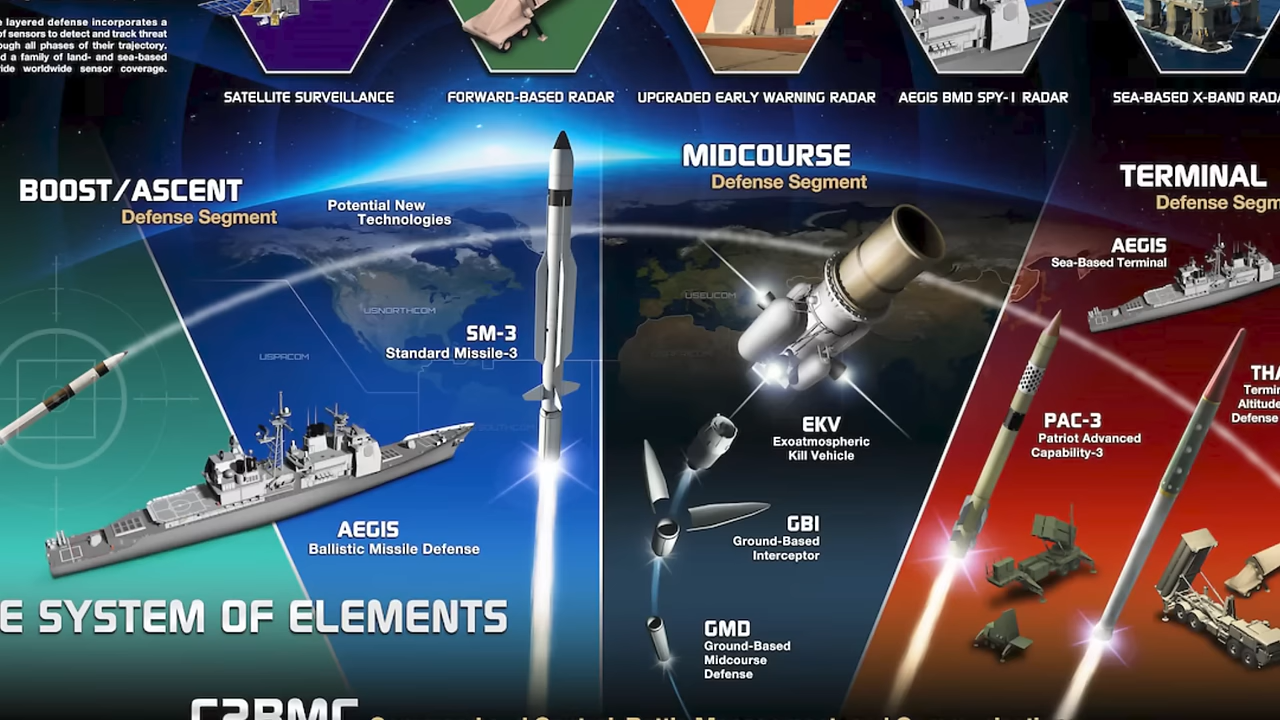 e layered defense incorporates a
of sensors to detect and track threat
ough all phases of their trajectory.
d a family of land- and sea-based
ide worldwide sensor coverage.
SATELLITE SURVEILLANCE
FORWARD-BASED RADAR
UPGRADED EARLY WARNING RADAR
AEGIS BMD SPY-1 RADAR
SEA-BASED X-BAND RADA
BOOST/ASCENT
Defense Segment
Potential New
Technologies
MIDCOURSE
Defense Segment
TERMINAL
Defense Segm
AEGIS
Sea-Based Terminal
USNORTHCOM
USPACOM
USEUCOM
SM-3
Standard Missile-3
EKV
Exoatmospheric
Kill Vehicle
PAC-3
Patriot Advanced
Capability-3
THA
Termin
Altitude
Defense
AEGIS
Ballistic Missile Defense
GBI
Ground-Based
Interceptor
E SYSTEM OF ELEMENTS
GMD
Ground-Based
Midcourse
Defense
C2BMC